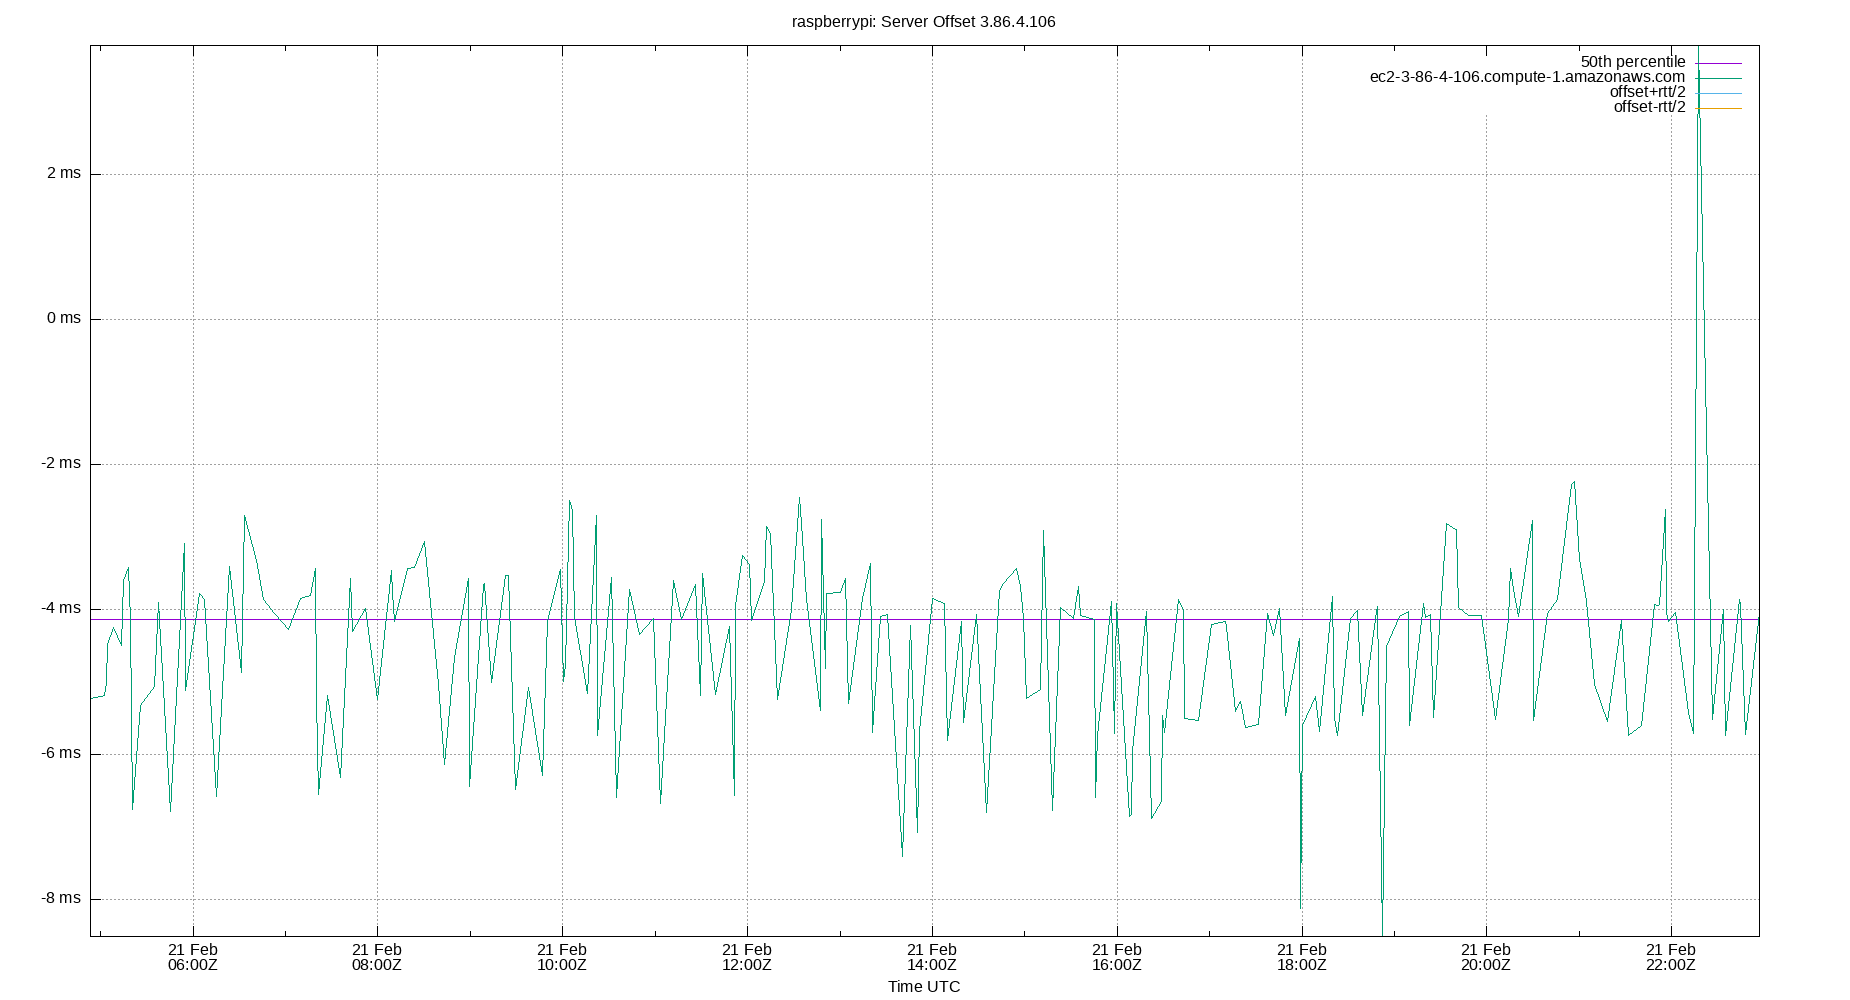 raspberrypi: Server Offset 3.86.4.106
50th percentile
ec2-3-86-4-106.compute-1.amazonaws.com
offset+rtt/2
offset-rtt/2
2 ms
0 ms
-2 ms
-4 ms
-6 ms
-8 ms
21 Feb 21 Feb 21 Feb 21 Feb 21 Feb 21 Feb 21 Feb 21 Feb 21 Feb
06:00Z 08:00Z 10:00Z 12:00Z 14:00Z 16:00Z 18:00Z 20:00Z 22:00Z
Time UTC